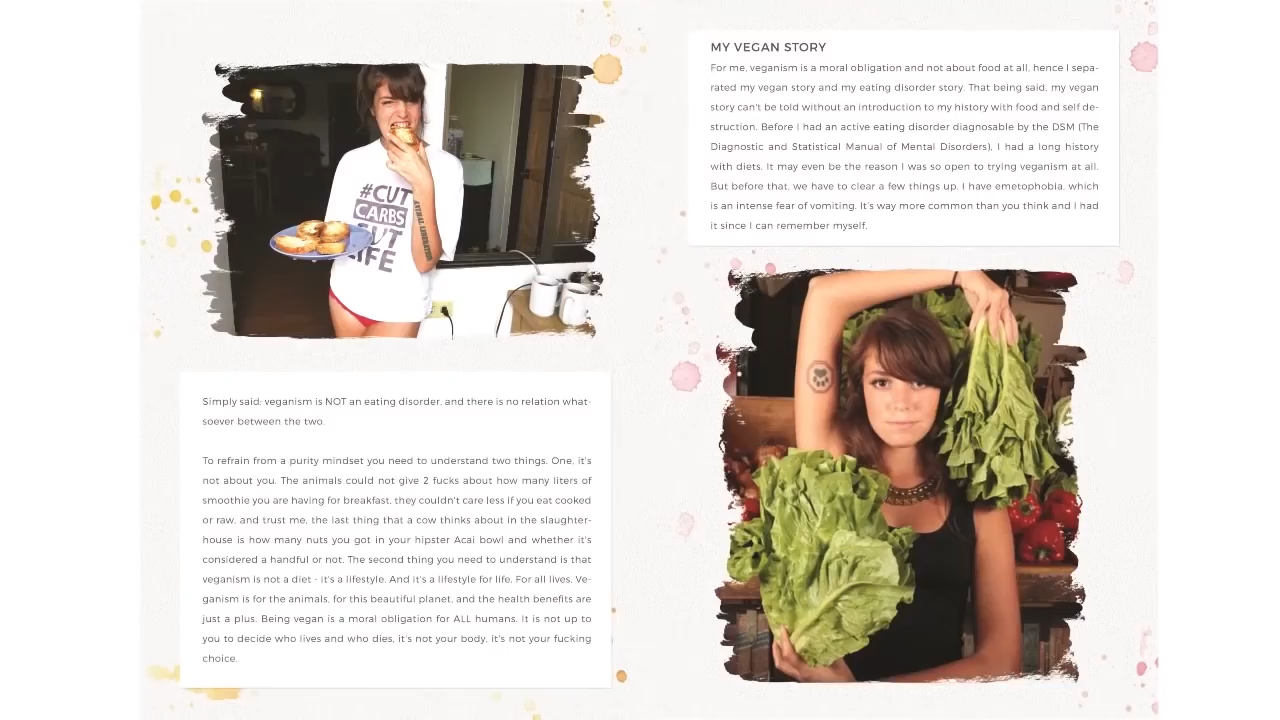 #CUT
CARBS
CUT
LIFE
Simply said: veganism is NOT an eating disorder, and there is no relation what-
soever between the two.
To refrain from a purity mindset you need to understand two things. One, it's
not about you. The animals could not give 2 fucks about how many liters of
smoothie you are having for breakfast, they couldn't care less if you eat cooked
or raw, and trust me, the last thing that a cow thinks about in the slaughter-
house is how many nuts you got in your hipster Acai bowl and whether it's
considered a handful or not. The second thing you need to understand is that
veganism is not a diet - it's a lifestyle. And it's a lifestyle for life. For all lives. Ve-
ganism is for the animals, for this beautiful planet, and the health benefits are
just a plus. Being vegan is a moral obligation for ALL humans. It is not up to
you to decide who lives and who dies, it's not your body, it's not your fucking
choice.
MY VEGAN STORY
For me, veganism is a moral obligation and not about food at all, hence I sepa-
rated my vegan story and my eating disorder story. That being said, my vegan
story can't be told without an introduction to my history with food and self de-
struction. Before I had an active eating disorder diagnosable by the DSM (The
Diagnostic and Statistical Manual of Mental Disorders), I had a long history
with diets. It may even be the reason I was so open to trying veganism at all.
But before that, we have to clear a few things up. I have emetophobia, which
is an intense fear of vomiting. It's way more common than you think and I had
it since I can remember myself.